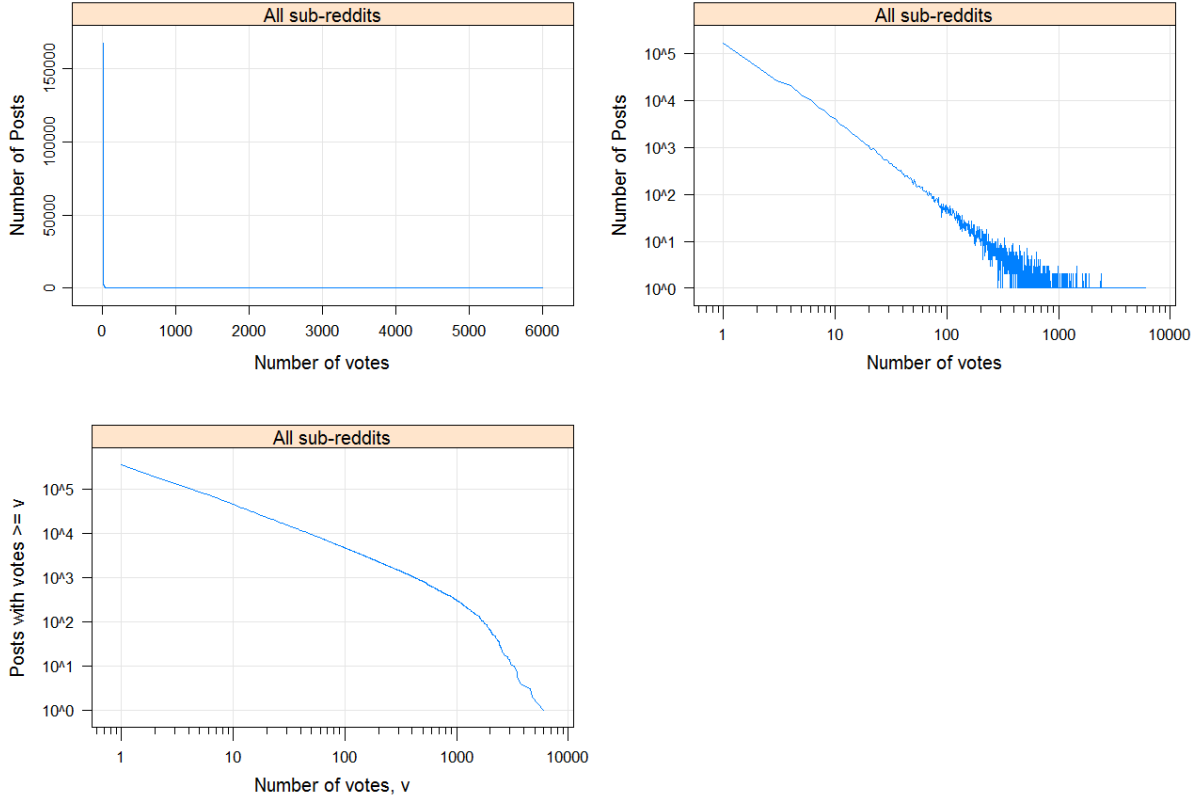 All sub-reddits
Number of Posts
150000
100000
50000
0
0 1000 2000 3000 4000 5000 6000
Number of votes
All sub-reddits
Number of Posts
10^5
10^4
10^3
10^2
10^1
10^0
1 10 100 1000 10000
Number of votes
All sub-reddits
Posts with votes >= v
10^5
10^4
10^3
10^2
10^1
10^0
1 10 100 1000 10000
Number of votes, v